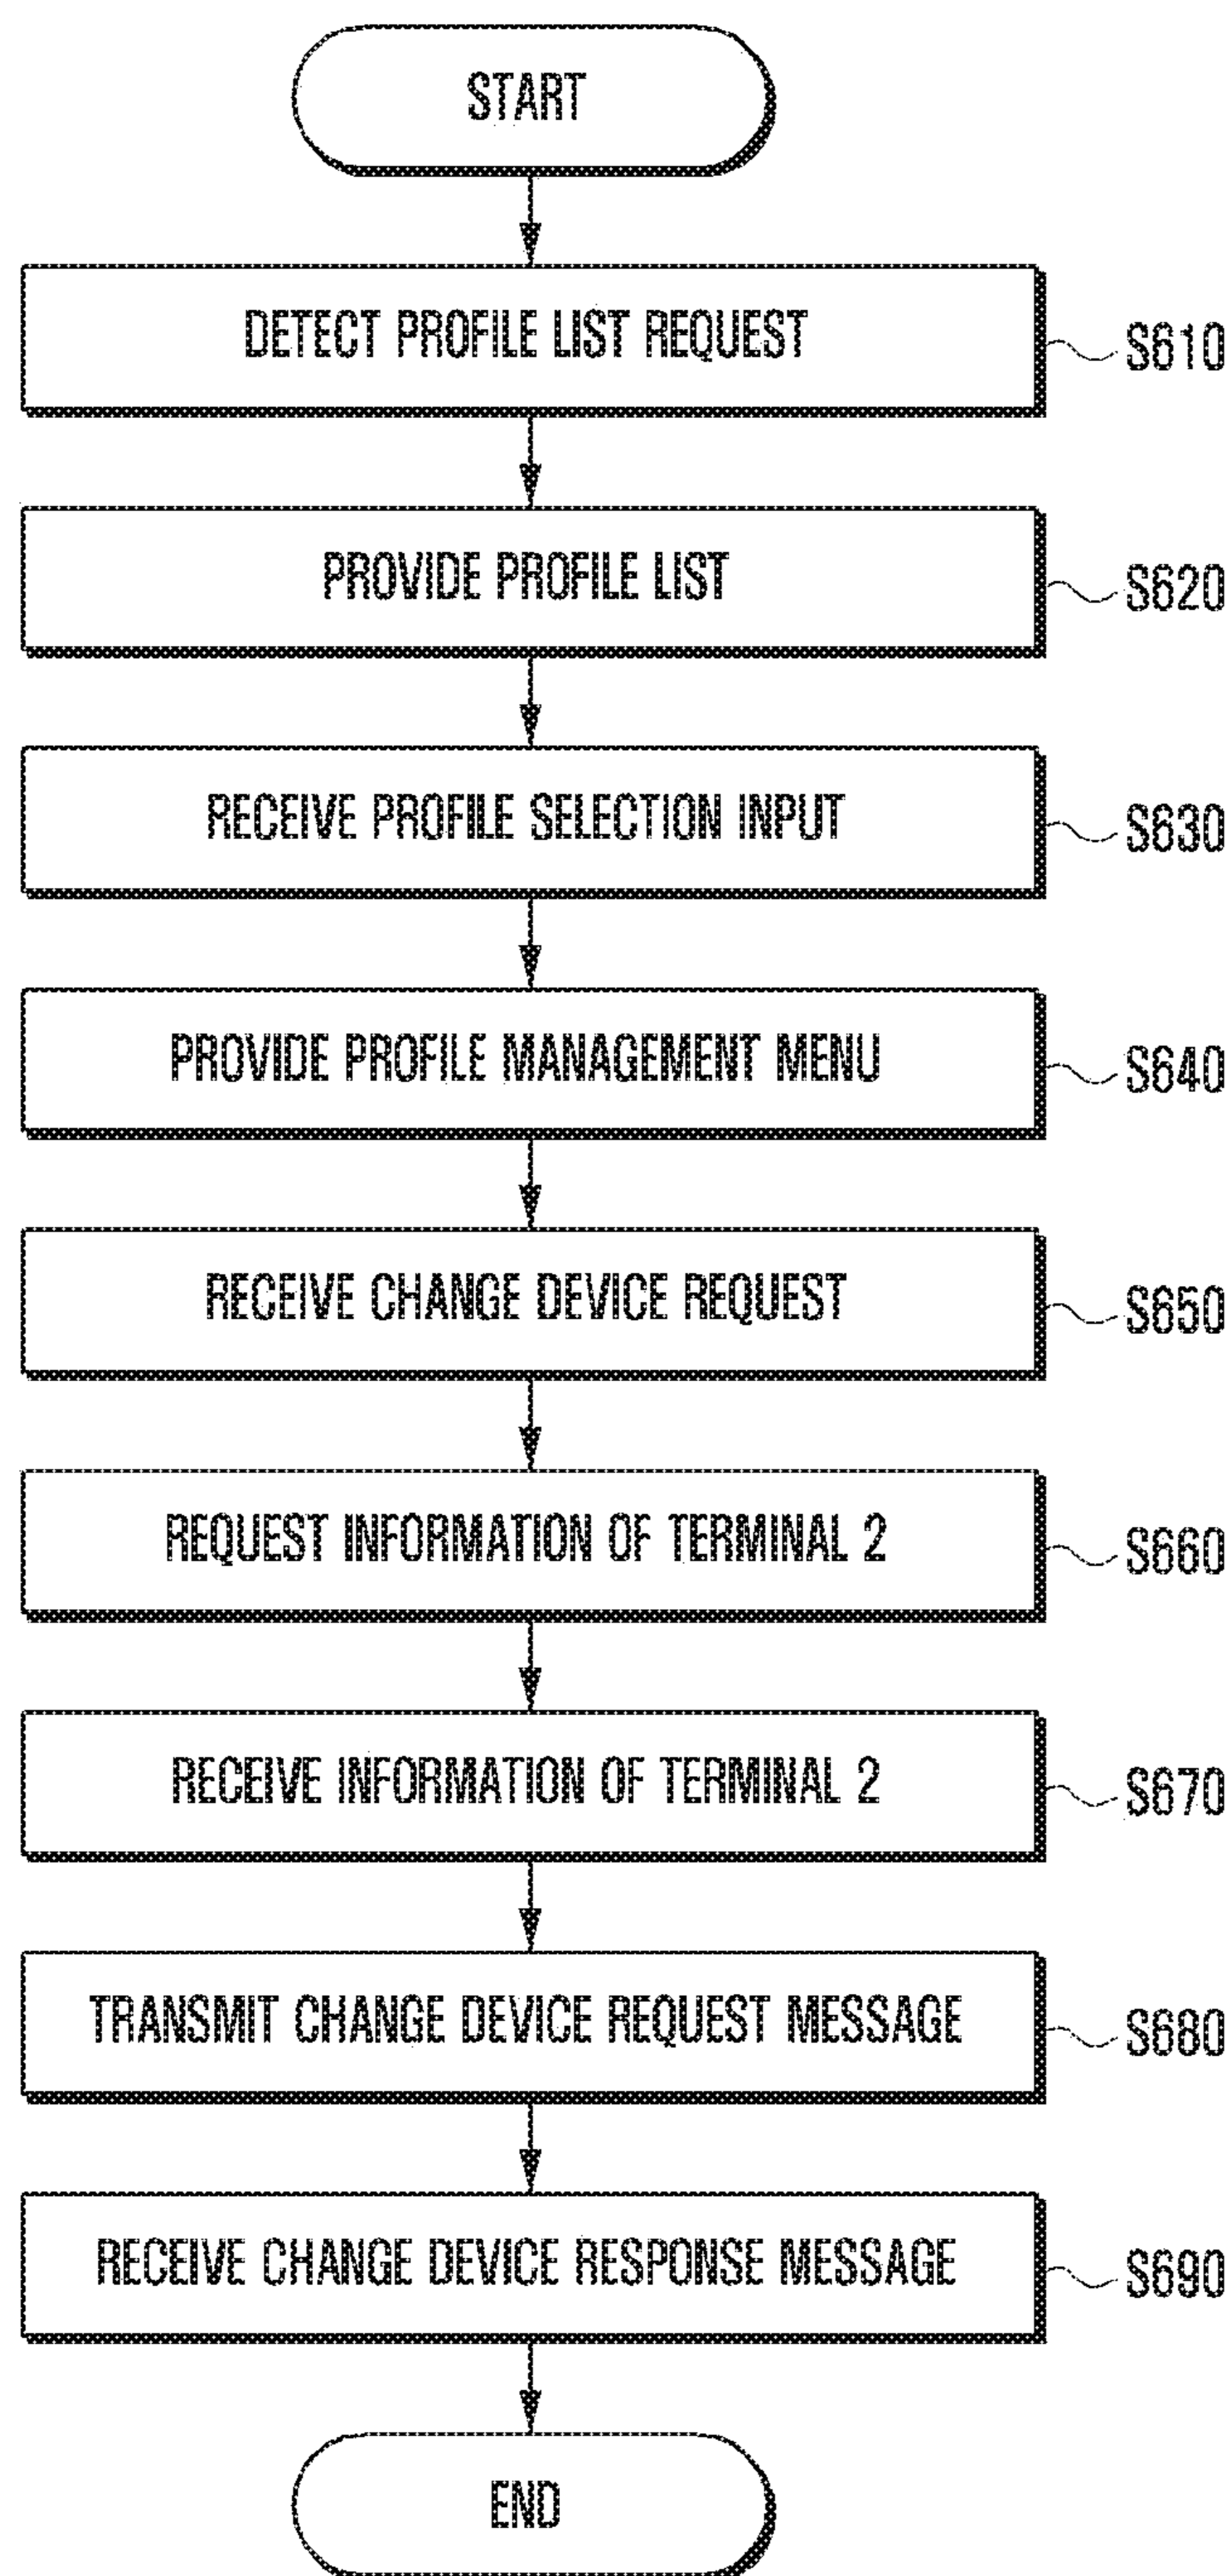 START
DETECT PROFILE LIST REQUEST
S610
PROVIDE PROFILE LIST
S620
RECEIVE PROFILE SELECTION INPUT
S630
PROVIDE PROFILE MANAGEMENT MENU
S640
RECEIVE CHANGE DEVICE REQUEST
S650
REQUEST INFORMATION OF TERMINAL 2
S660
RECEIVE INFORMATION OF TERMINAL 2
S670
TRANSMIT CHANGE DEVICE REQUEST MESSAGE
S680
RECEIVE CHANGE DEVICE RESPONSE MESSAGE
S690
END